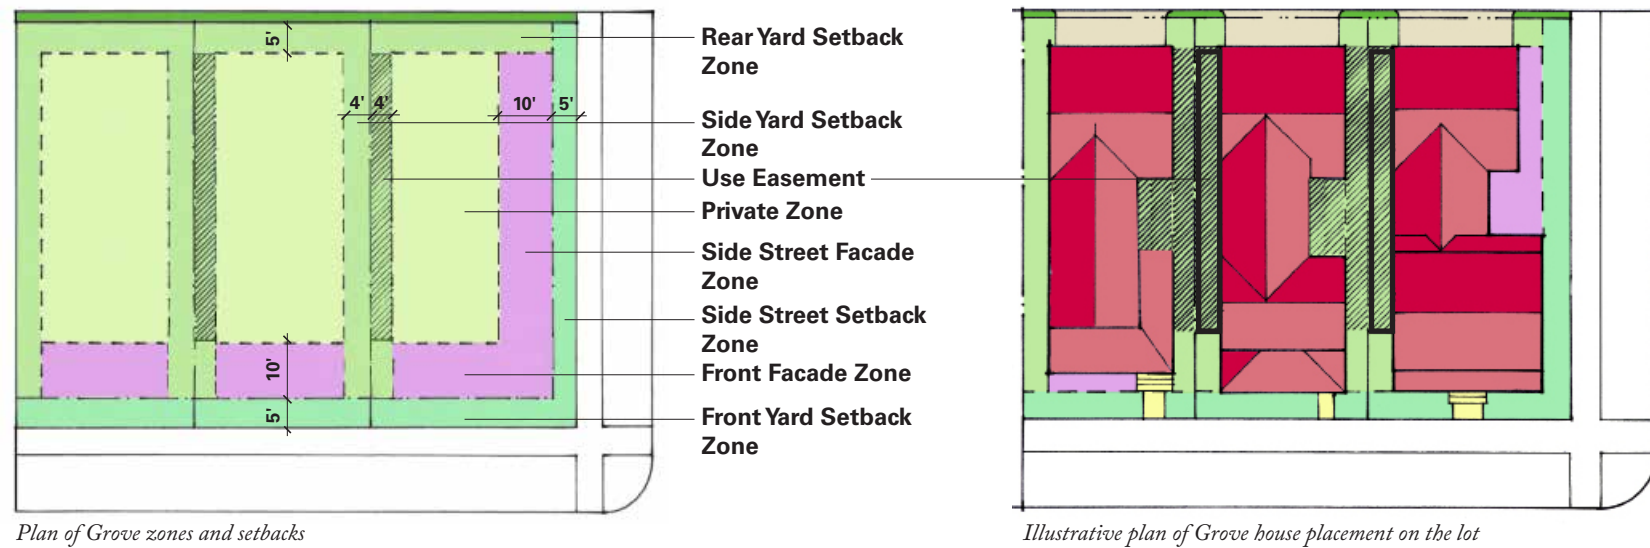 5'
4'
4'
10'
5'
10'
5'
Rear Yard Setback
Zone
Side Yard Setback
Zone
Use Easement
Private Zone
Side Street Facade
Zone
Side Street Setback
Zone
Front Facade Zone
Front Yard Setback
Zone
Plan of Grove zones and setbacks
Illustrative plan of Grove house placement on the lot